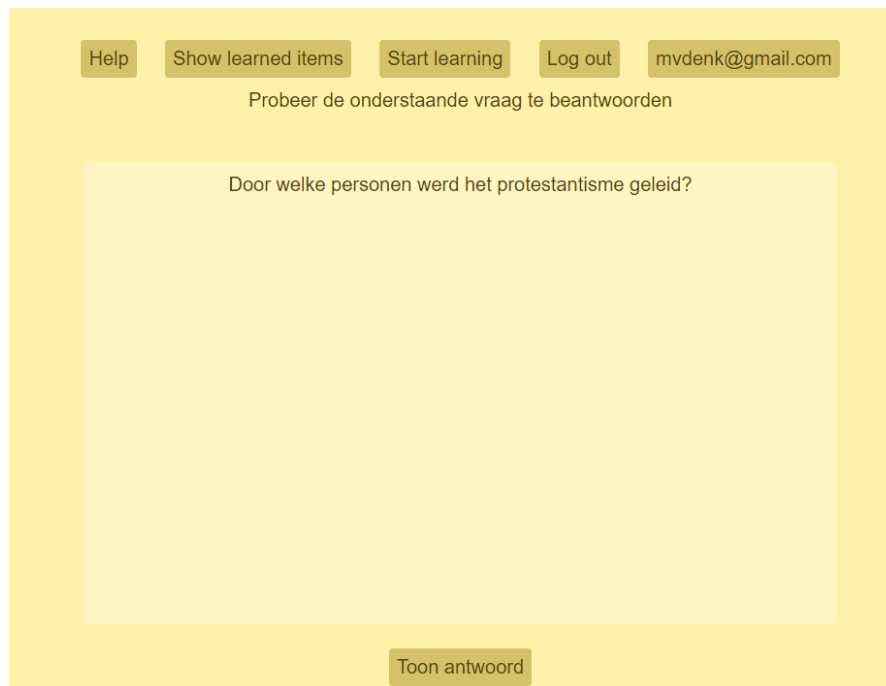 Help Show learned items Start learning Log out mvdenk@gmail.com
Probeer de onderstaande vraag te beantwoorden
Door welke personen werd het protestantisme geleid?
Toon antwoord